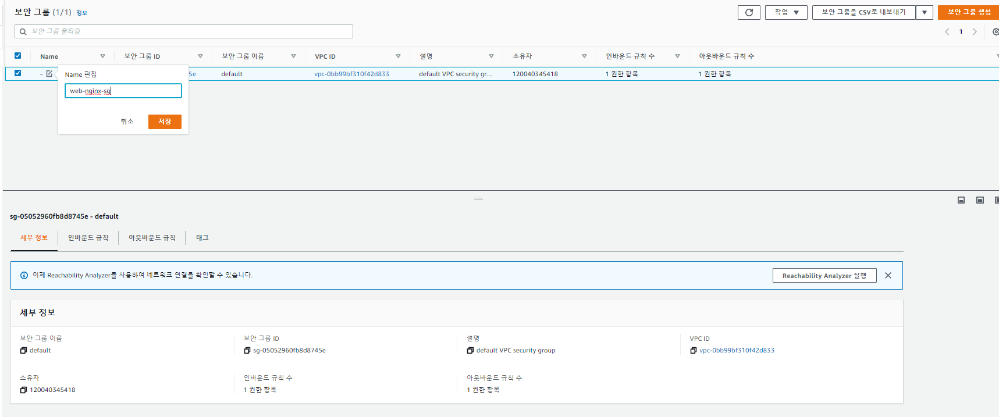 보안 그룹 (1/1) 정보
작업
보안 그룹을 CSV로 내보내기
보안 그룹 생성
보안 그룹 필터링
1
Name 보안 그룹 ID 보안 그룹 이름 VPC ID 설명 소유자 인바운드 규칙 수 아웃바운드 규칙 수
– 5e default vpc-0bb99bf310f42d833 default VPC security gr... 120040345418 1 권한 항목 1 권한 항목
Name 편집
web-nginx-sg
취소 저장
sg-05052960fb8d8745e - default
세부 정보 인바운드 규칙 아웃바운드 규칙 태그
이제 Reachability Analyzer를 사용하여 네트워크 연결을 확인할 수 있습니다.
Reachability Analyzer 실행
세부 정보
보안 그룹 이름 보안 그룹 ID 설명 VPC ID
default sg-05052960fb8d8745e default VPC security group vpc-0bb99bf310f42d833
소유자 인바운드 규칙 수 아웃바운드 규칙 수
120040345418 1 권한 항목 1 권한 항목